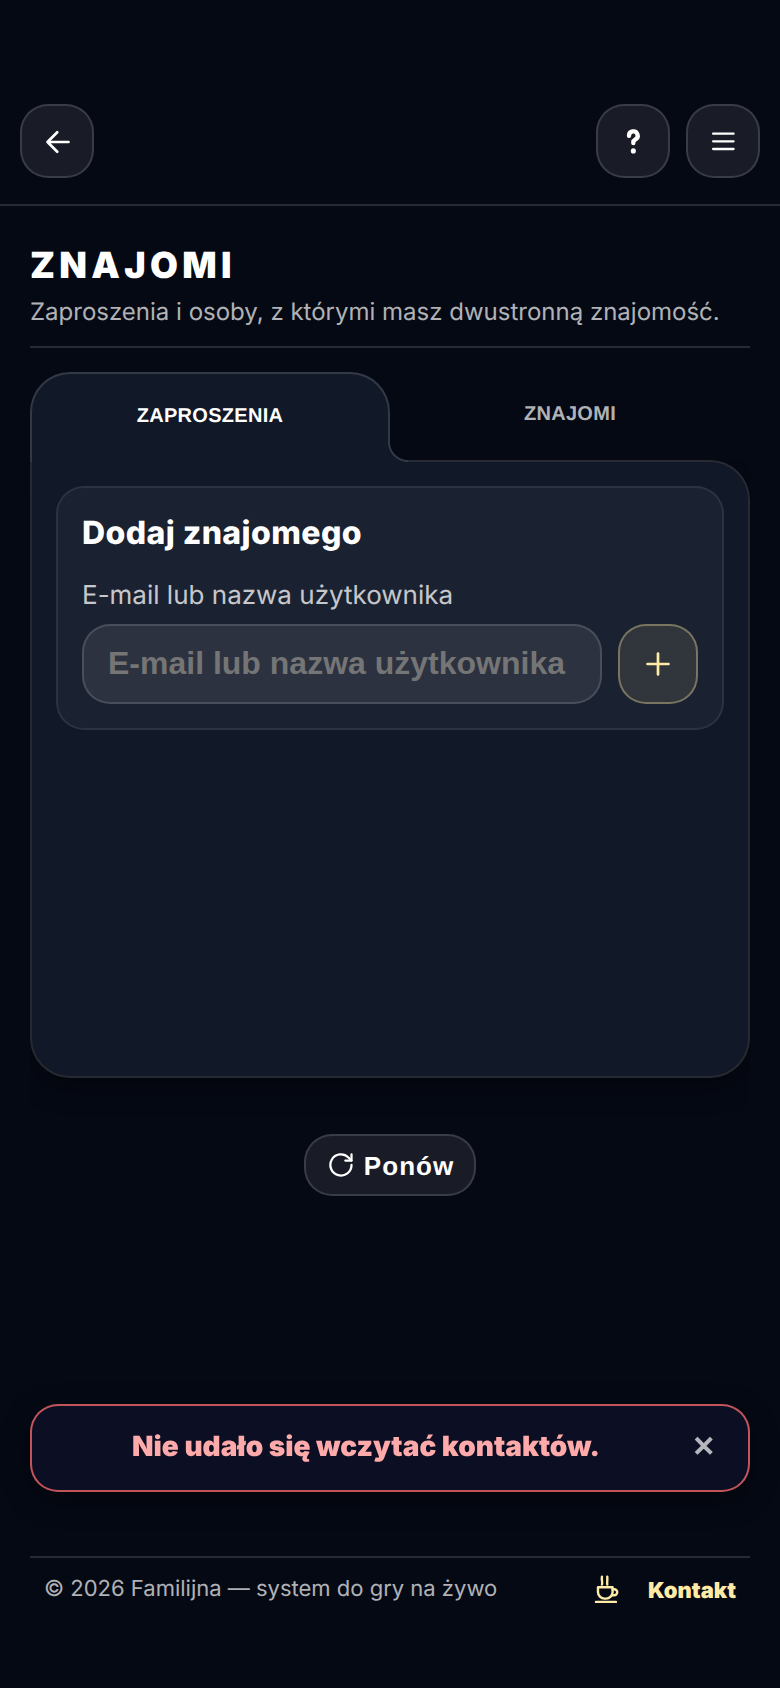 ZNAJOMI
Zaproszenia i osoby, z którymi masz dwustronną znajomość.
ZAPROSZENIA
ZNAJOMI
Dodaj znajomego
E-mail lub nazwa użytkownika
E-mail lub nazwa użytkownika
Ponów
Nie udało się wczytać kontaktów.
© 2026 Familijna — system do gry na żywo
Kontakt